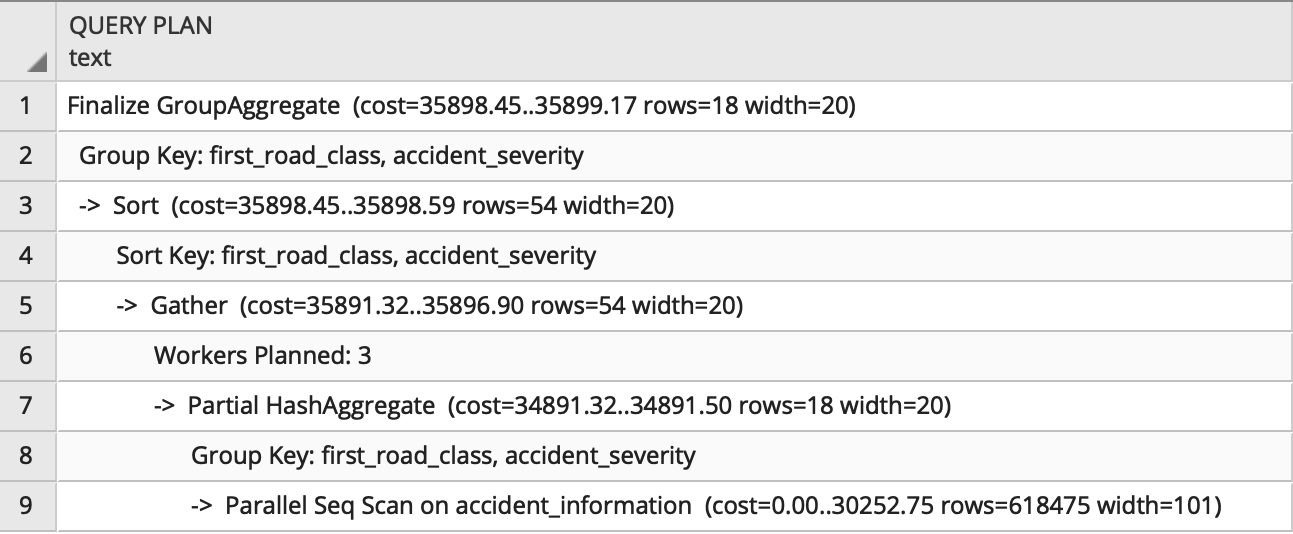 QUERY PLAN
text
1 Finalize GroupAggregate (cost=35898.45..35899.17 rows=18 width=20)
2 Group Key: first_road_class, accident_severity
3 -> Sort (cost=35898.45..35898.59 rows=54 width=20)
4 Sort Key: first_road_class, accident_severity
5 -> Gather (cost=35891.32..35896.90 rows=54 width=20)
6 Workers Planned: 3
7 -> Partial HashAggregate (cost=34891.32..34891.50 rows=18 width=20)
8 Group Key: first_road_class, accident_severity
9 -> Parallel Seq Scan on accident_information (cost=0.00..30252.75 rows=618475 width=101)